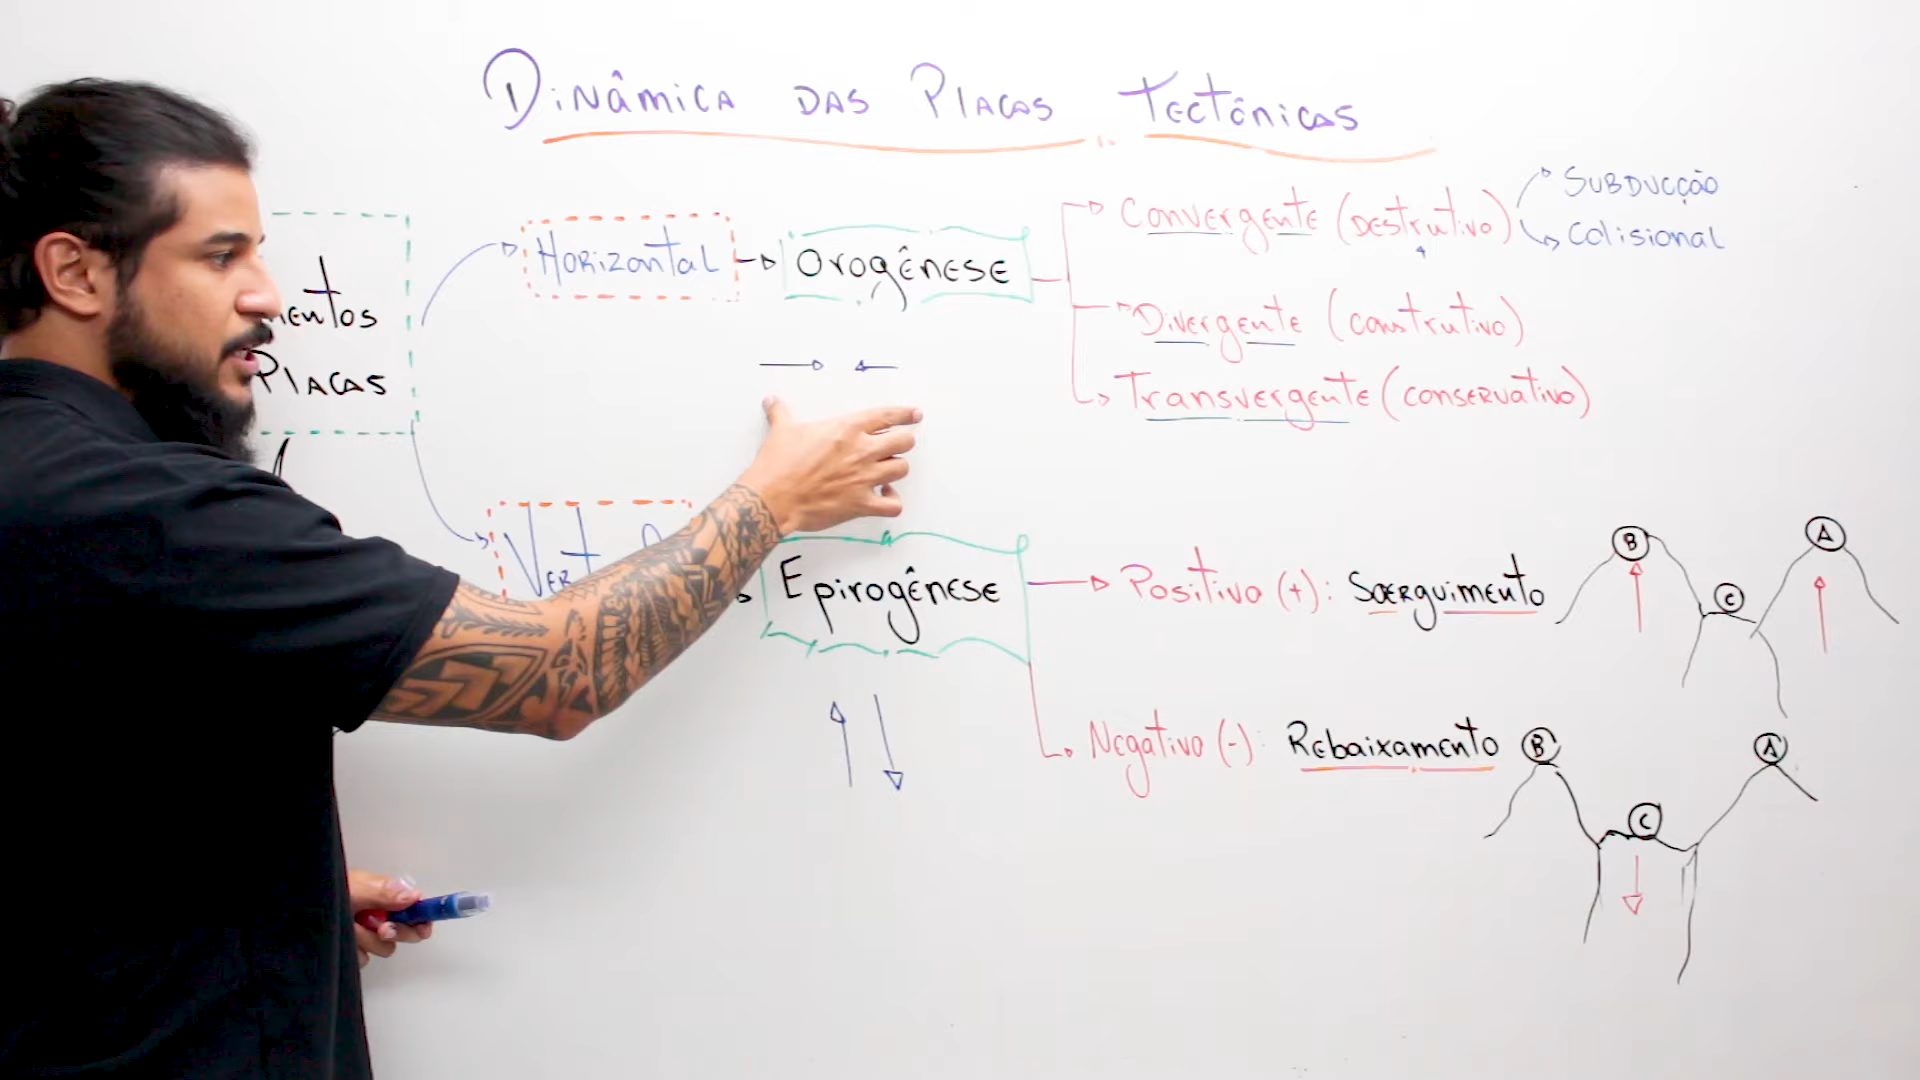 Dinâmica das Placas Tectônicas
Placas
Horizontal
Orogênese
Convergente (destrutivo)
Subducção
Colisional
Divergente (construtivo)
Transvergente (conservativo)
Epirogênese
Positivo (+): Soerguimento
B
C
A
Negativo (-): Rebaixamento
B
C
A